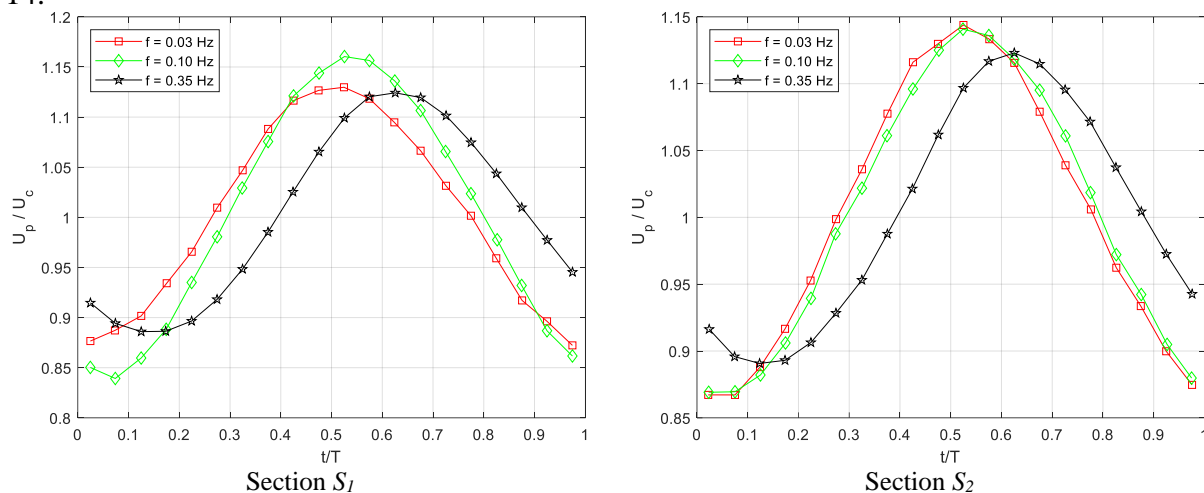 14.
1.2
1.15
1.1
1.05
1
0.95
0.9
0.85
0.8
U_p / U_c
f = 0.03 Hz
f = 0.10 Hz
f = 0.35 Hz
0 0.1 0.2 0.3 0.4 0.5 0.6 0.7 0.8 0.9 1
t/T
Section S1
1.15
1.1
1.05
1
0.95
0.9
0.85
U_p / U_c
f = 0.03 Hz
f = 0.10 Hz
f = 0.35 Hz
0 0.1 0.2 0.3 0.4 0.5 0.6 0.7 0.8 0.9 1
t/T
Section S2